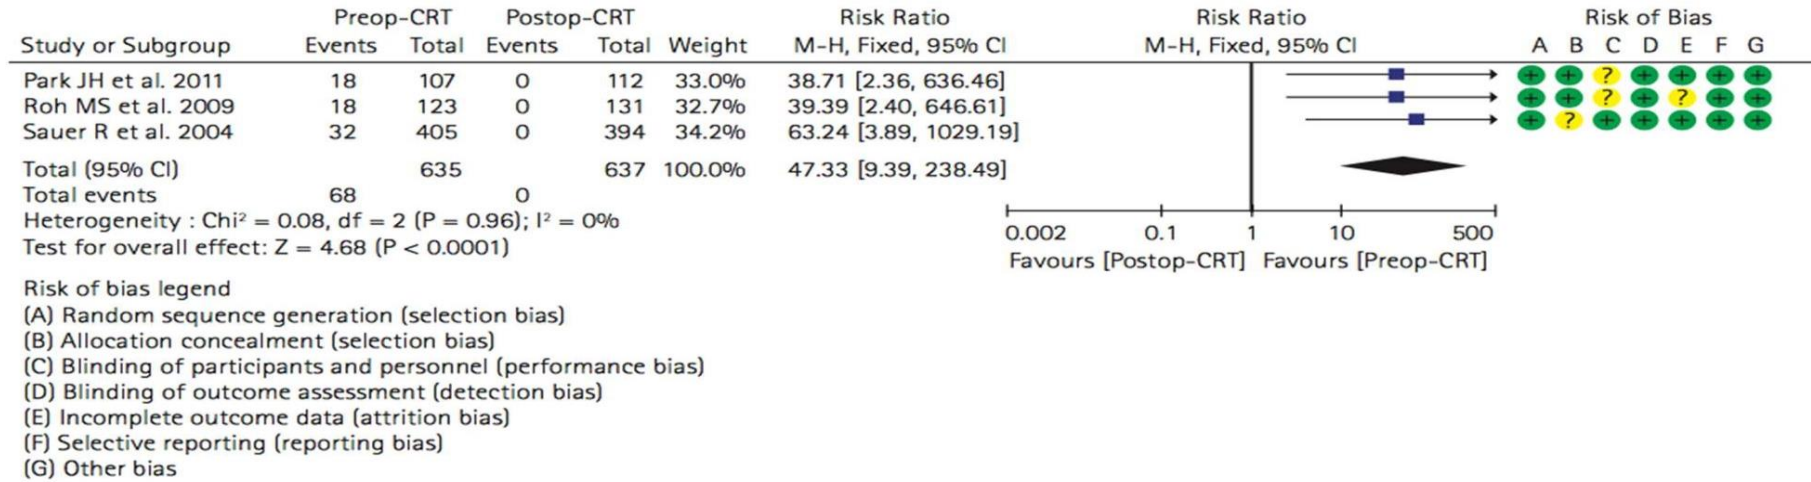 Preop-CRT Postop-CRT Risk Ratio Risk Ratio Risk of Bias
Study or Subgroup Events Total Events Total Weight M-H, Fixed, 95% CI M-H, Fixed, 95% CI A B C D E F G
Park JH et al. 2011 18 107 0 112 33.0% 38.71 [2.36, 636.46] + + ? + + + +
Roh MS et al. 2009 18 123 0 131 32.7% 39.39 [2.40, 646.61] + + ? + ? + +
Sauer R et al. 2004 32 405 0 394 34.2% 63.24 [3.89, 1029.19] + ? + + + + +
Total (95% CI) 635 637 100.0% 47.33 [9.39, 238.49]
Total events 68 0
Heterogeneity : Chi² = 0.08, df = 2 (P = 0.96); I² = 0%
Test for overall effect: Z = 4.68 (P < 0.0001)
0.002 0.1 1 10 500
Favours [Postop-CRT] Favours [Preop-CRT]
Risk of bias legend
(A) Random sequence generation (selection bias)
(B) Allocation concealment (selection bias)
(C) Blinding of participants and personnel (performance bias)
(D) Blinding of outcome assessment (detection bias)
(E) Incomplete outcome data (attrition bias)
(F) Selective reporting (reporting bias)
(G) Other bias